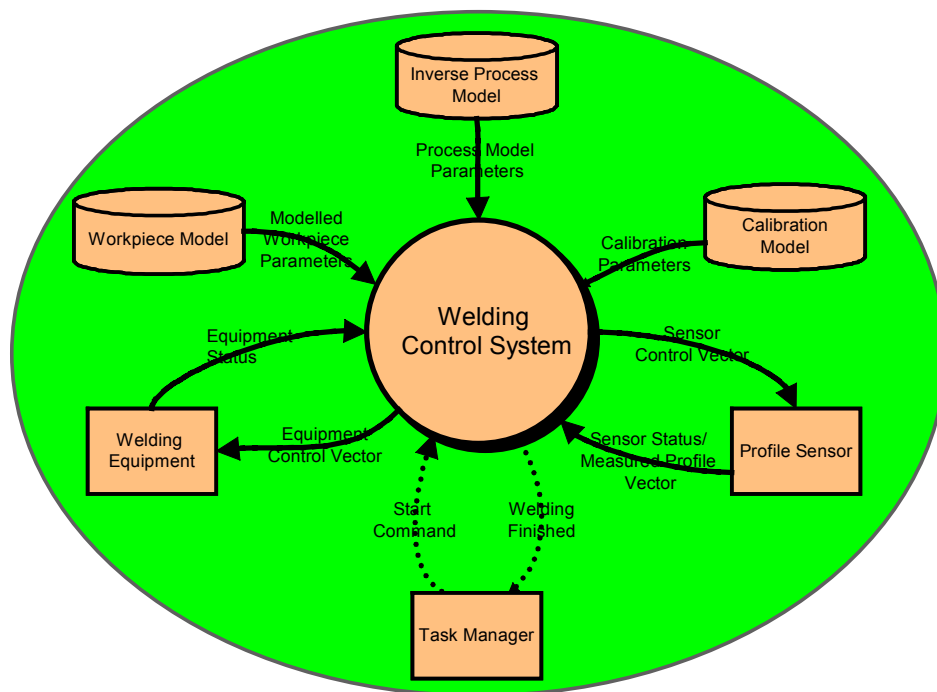 Inverse Process
Model
Process Model
Parameters
Workpiece Model
Modelled
Workpiece
Parameters
Calibration
Model
Calibration
Parameters
Welding
Control System
Equipment
Status
Sensor
Control Vector
Welding
Equipment
Equipment
Control Vector
Sensor Status/
Measured Profile
Vector
Profile Sensor
Start
Command
Welding
Finished
Task Manager